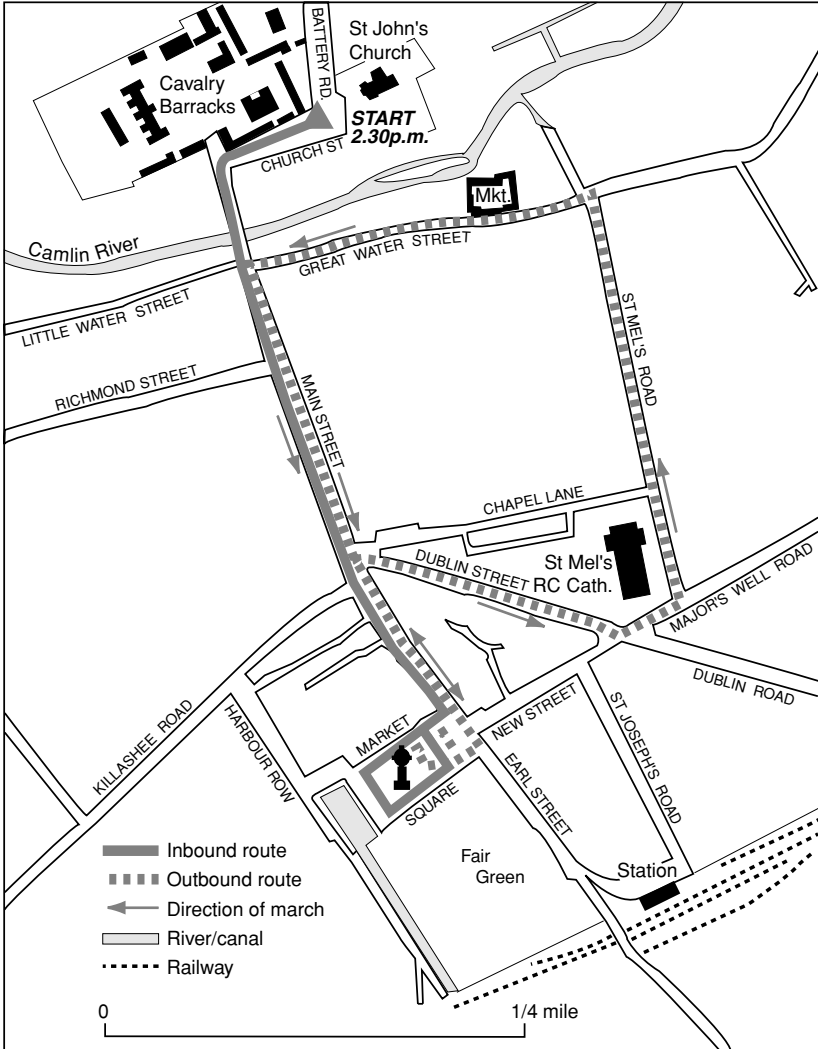 BATTERY RD.
St John's
Church
Cavalry
Barracks
START
2.30p.m.
CHURCH ST
Mkt.
Camlin River
GREAT WATER STREET
LITTLE WATER STREET
RICHMOND STREET
MAIN STREET
ST MEL'S ROAD
CHAPEL LANE
DUBLIN STREET
St Mel's
RC Cath.
MAJOR'S WELL ROAD
DUBLIN ROAD
KILLASHEE ROAD
HARBOUR ROW
MARKET
SQUARE
NEW STREET
EARL STREET
ST JOSEPH'S ROAD
Fair
Green
Station
Inbound route
Outbound route
Direction of march
River/canal
Railway
0
1/4 mile